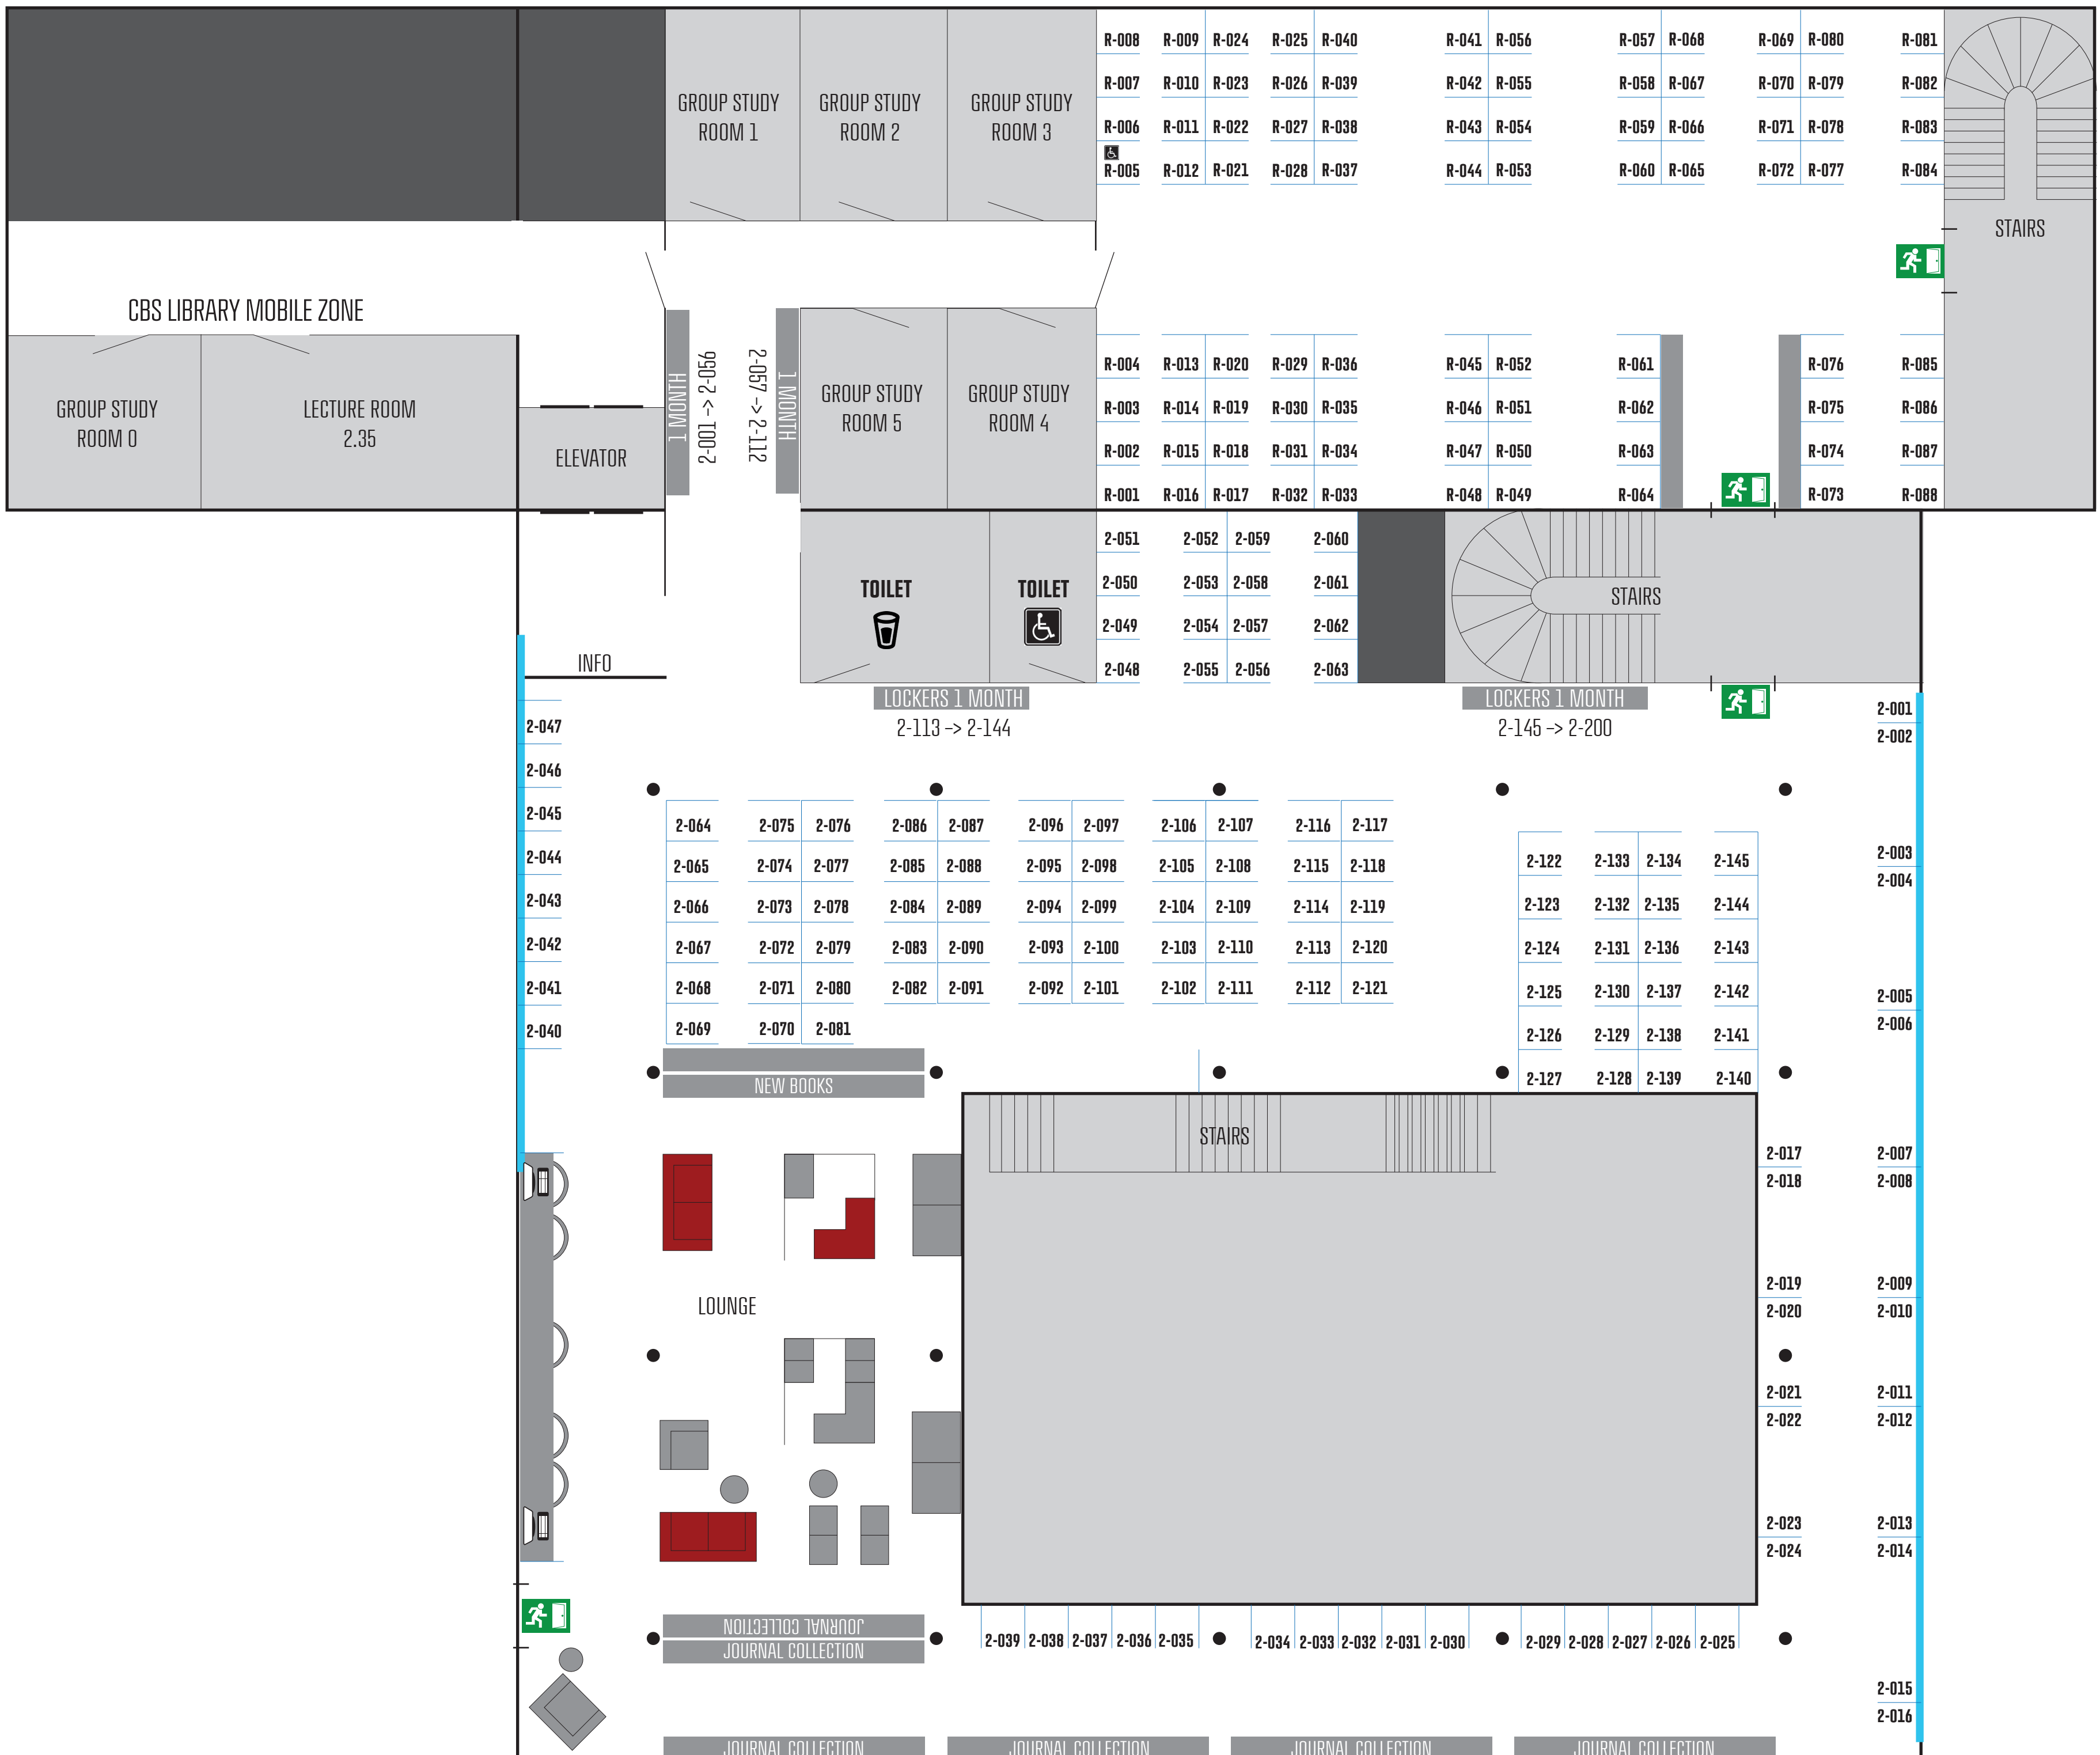 R-008 R-009 R-024 R-025 R-040 R-041 R-056 R-057 R-068 R-069 R-080 R-081
R-007 R-010 R-023 R-026 R-039 R-042 R-055 R-058 R-067 R-070 R-079 R-082
GROUP STUDY
ROOM 1
GROUP STUDY
ROOM 2
GROUP STUDY
ROOM 3
R-006 R-011 R-022 R-027 R-038 R-043 R-054 R-059 R-066 R-071 R-078 R-083
R-005 R-012 R-021 R-028 R-037 R-044 R-053 R-060 R-065 R-072 R-077 R-084
STAIRS
CBS LIBRARY MOBILE ZONE
GROUP STUDY
ROOM 0
LECTURE ROOM
2.35
ELEVATOR
1 MONTH
2-001 –> 2-056
2-057 –> 2-112
1 MONTH
GROUP STUDY
ROOM 5
GROUP STUDY
ROOM 4
R-004 R-013 R-020 R-029 R-036 R-045 R-052 R-061 R-076 R-085
R-003 R-014 R-019 R-030 R-035 R-046 R-051 R-062 R-075 R-086
R-002 R-015 R-018 R-031 R-034 R-047 R-050 R-063 R-074 R-087
R-001 R-016 R-017 R-032 R-033 R-048 R-049 R-064 R-073 R-088
2-051 2-052 2-059 2-060
2-050 2-053 2-058 2-061
2-049 2-054 2-057 2-062
2-048 2-055 2-056 2-063
TOILET
TOILET
STAIRS
INFO
LOCKERS 1 MONTH
2-113 –> 2-144
LOCKERS 1 MONTH
2-145 –> 2-200
2-047
2-046
2-045
2-044
2-043
2-042
2-041
2-040
2-064 2-075 2-076 2-086 2-087 2-096 2-097 2-106 2-107 2-116 2-117
2-065 2-074 2-077 2-085 2-088 2-095 2-098 2-105 2-108 2-115 2-118
2-066 2-073 2-078 2-084 2-089 2-094 2-099 2-104 2-109 2-114 2-119
2-067 2-072 2-079 2-083 2-090 2-093 2-100 2-103 2-110 2-113 2-120
2-068 2-071 2-080 2-082 2-091 2-092 2-101 2-102 2-111 2-112 2-121
2-069 2-070 2-081
2-122 2-133 2-134 2-145
2-123 2-132 2-135 2-144
2-124 2-131 2-136 2-143
2-125 2-130 2-137 2-142
2-126 2-129 2-138 2-141
2-127 2-128 2-139 2-140
2-001
2-002
2-003
2-004
2-005
2-006
NEW BOOKS
STAIRS
2-017 2-007
2-018 2-008
LOUNGE
2-019 2-009
2-020 2-010
2-021 2-011
2-022 2-012
2-023 2-013
2-024 2-014
JOURNAL COLLECTION
JOURNAL COLLECTION
2-039 2-038 2-037 2-036 2-035 2-034 2-033 2-032 2-031 2-030 2-029 2-028 2-027 2-026 2-025
2-015
2-016
JOURNAL COLLECTION JOURNAL COLLECTION JOURNAL COLLECTION JOURNAL COLLECTION